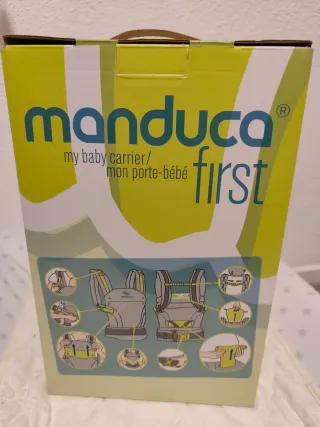 manduca®
my baby carrier/
mon porte-bébé
first